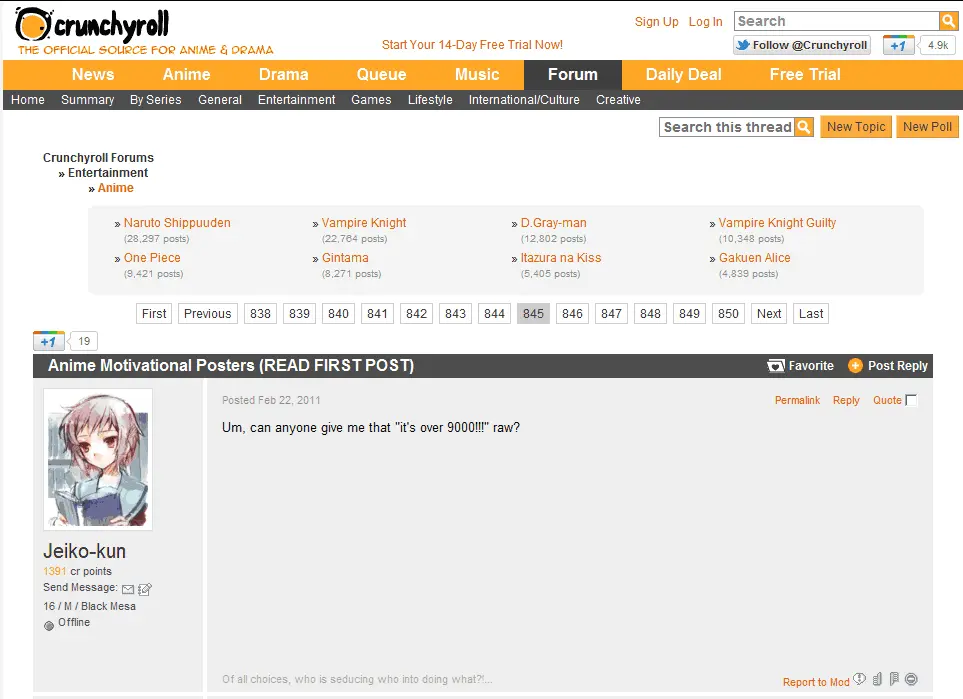 crunchyroll
THE OFFICIAL SOURCE FOR ANIME & DRAMA
Start Your 14-Day Free Trial Now!
Sign Up Log In Search
Follow @Crunchyroll +1 4.9k
News Anime Drama Queue Music Forum Daily Deal Free Trial
Home Summary By Series General Entertainment Games Lifestyle International/Culture Creative
Search this thread New Topic New Poll
Crunchyroll Forums
» Entertainment
» Anime
» Naruto Shippuuden » Vampire Knight » D.Gray-man » Vampire Knight Guilty
(28,297 posts) (22,764 posts) (12,802 posts) (10,348 posts)
» One Piece » Gintama » Itazura na Kiss » Gakuen Alice
(9,421 posts) (8,271 posts) (5,405 posts) (4,839 posts)
First Previous 838 839 840 841 842 843 844 845 846 847 848 849 850 Next Last
+1 19
Anime Motivational Posters (READ FIRST POST) Favorite Post Reply
Posted Feb 22, 2011 Permalink Reply Quote
Um, can anyone give me that "it's over 9000!!!" raw?
Jeiko-kun
1391 cr points
Send Message:
16 / M / Black Mesa
Offline
Of all choices, who is seducing who into doing what?!... Report to Mod